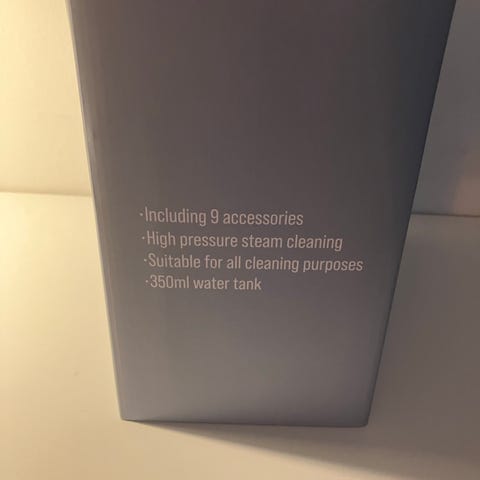 ·Including 9 accessories
·High pressure steam cleaning
·Suitable for all cleaning purposes
·350ml water tank